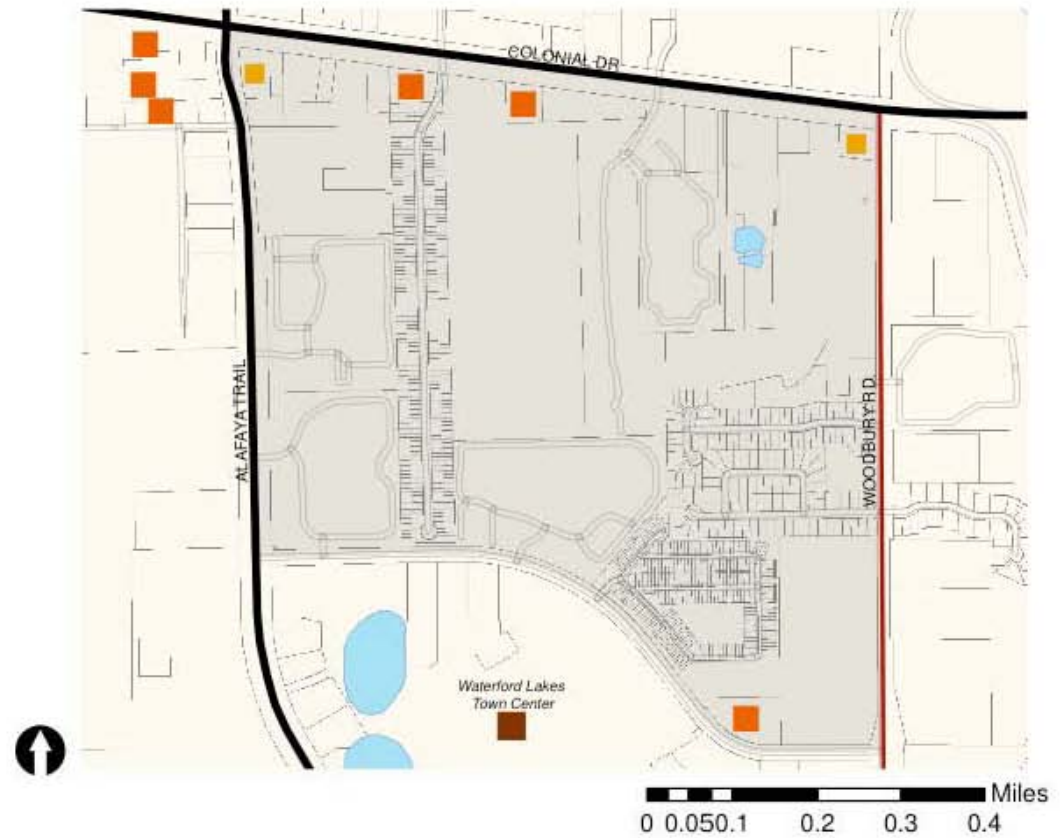 COLONIAL DR
ALAFAYA TRAIL
WOODBURY RD
Waterford Lakes
Town Center
Miles
0 0.050.1 0.2 0.3 0.4